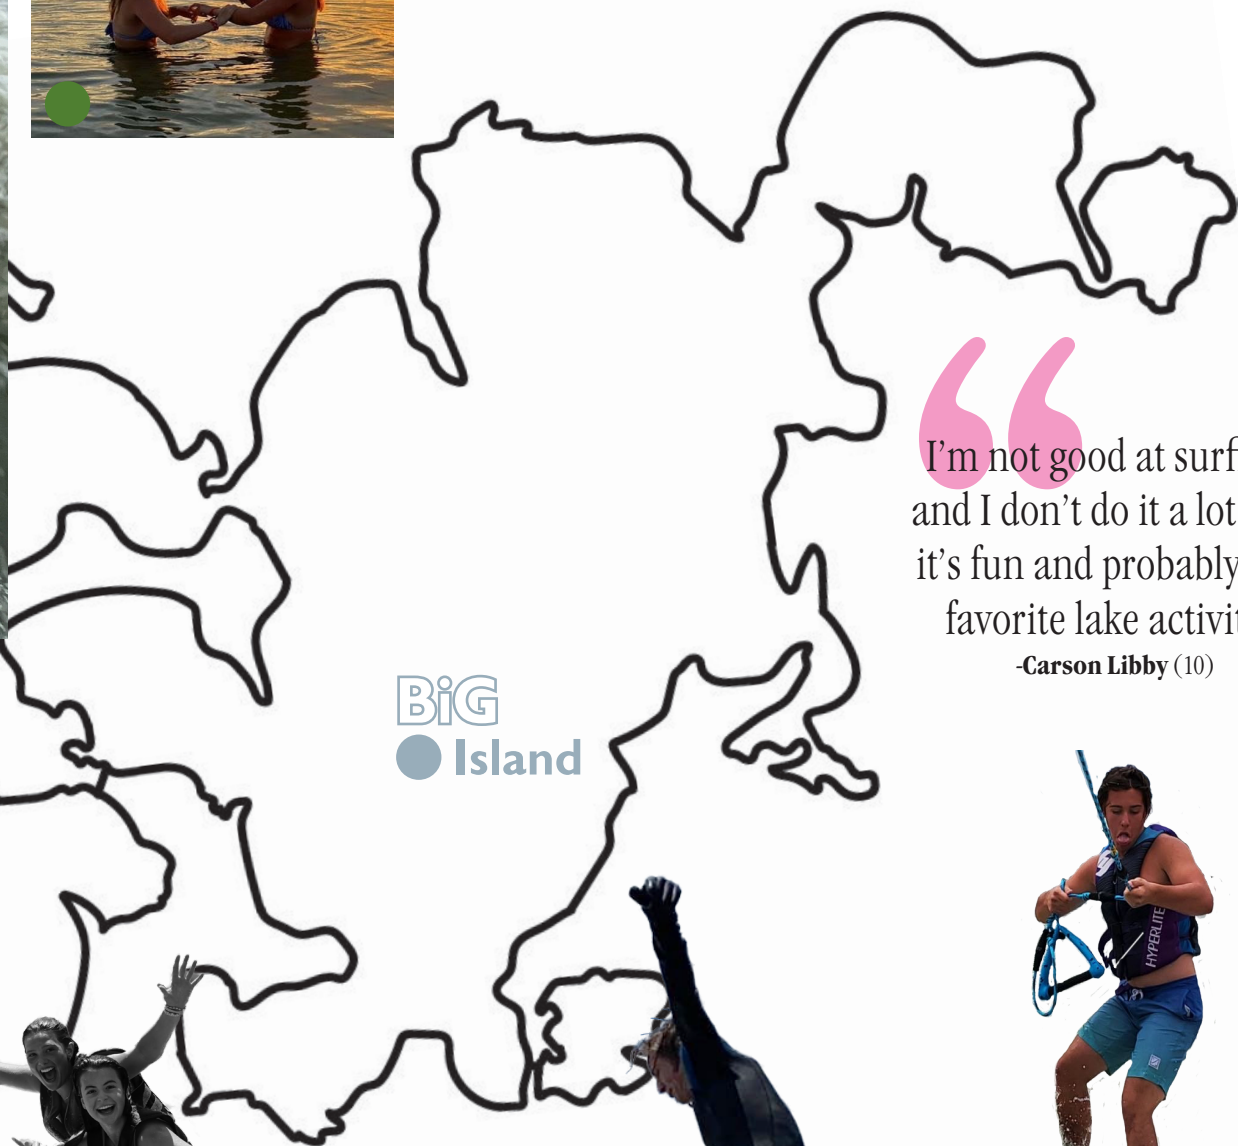 I’m not good at surf
and I don’t do it a lot
it’s fun and probably
favorite lake activit
-Carson Libby (10)
BiG
Island
HYPERLITE